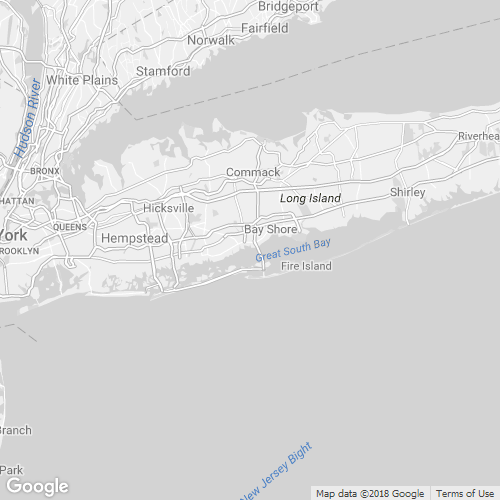 Bridgeport
Fairfield
Norwalk
Stamford
White Plains
Hudson River
Riverhea
BRONX
Commack
HATTAN
Long Island
Shirley
Hicksville
QUEENS
York
Hempstead
Bay Shore
ROOKLYN
Great South Bay
Fire Island
Branch
New Jersey Bight
Park
Google
Map data ©2018 Google
Terms of Use